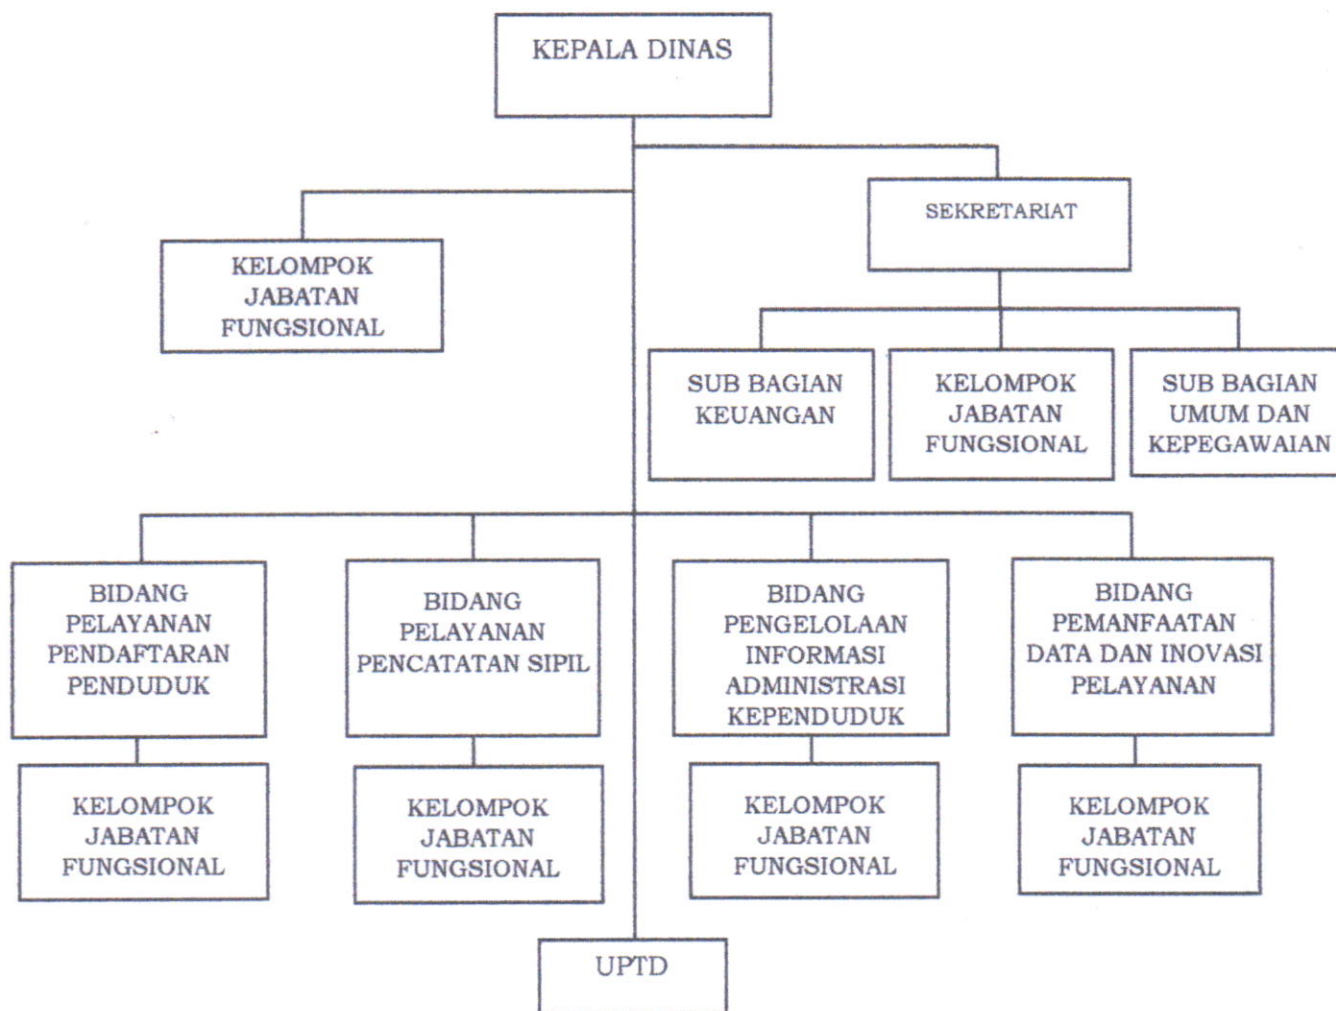 KEPALA DINAS
SEKRETARIAT
KELOMPOK
JABATAN
FUNGSIONAL
SUB BAGIAN
KEUANGAN
KELOMPOK
JABATAN
FUNGSIONAL
SUB BAGIAN
UMUM DAN
KEPEGAWAIAN
BIDANG
PELAYANAN
PENDAFTARAN
PENDUDUK
BIDANG
PELAYANAN
PENCATATAN SIPIL
BIDANG
PENGELOLAAN
INFORMASI
ADMINISTRASI
KEPENDUDUK
BIDANG
PEMANFAATAN
DATA DAN INOVASI
PELAYANAN
KELOMPOK
JABATAN
FUNGSIONAL
KELOMPOK
JABATAN
FUNGSIONAL
KELOMPOK
JABATAN
FUNGSIONAL
KELOMPOK
JABATAN
FUNGSIONAL
UPTD